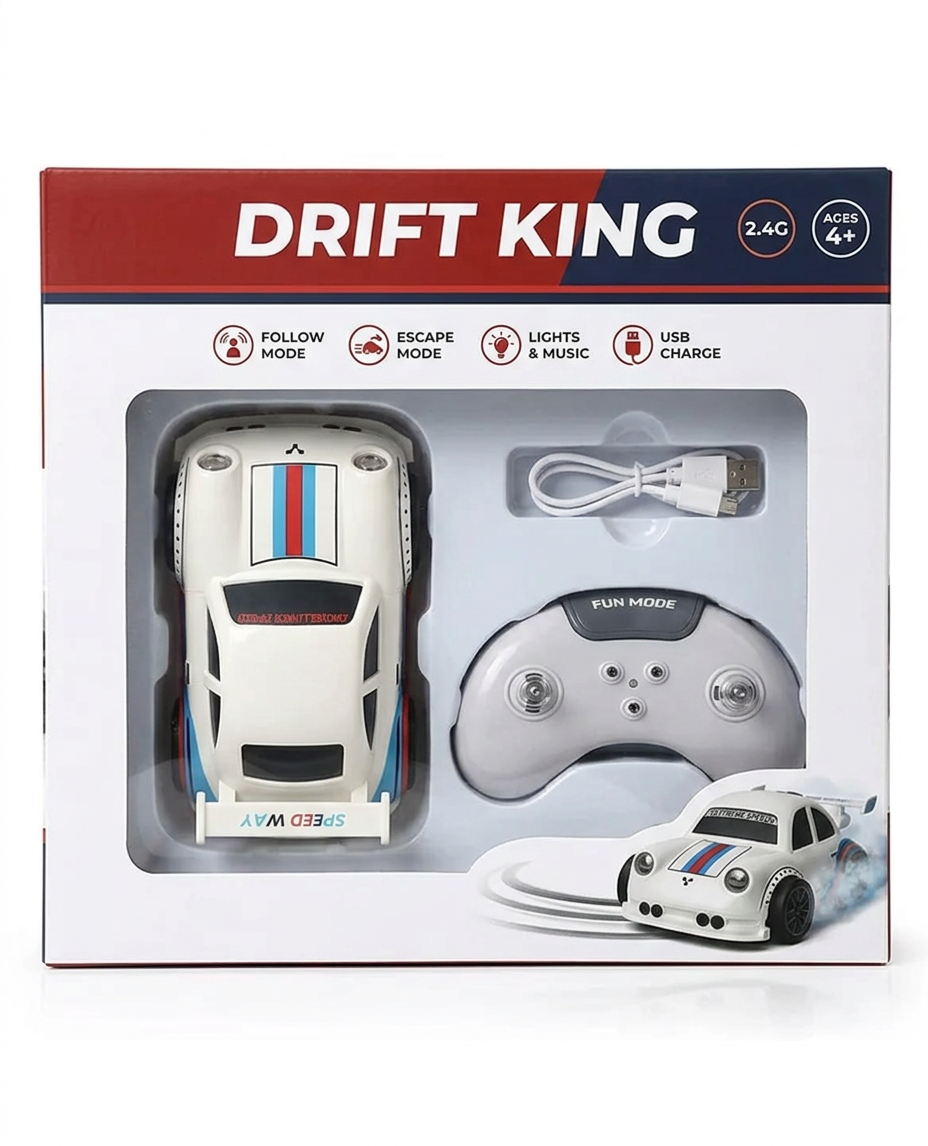 DRIFT KING
2.4G
AGES
4+
FOLLOW
MODE
ESCAPE
MODE
LIGHTS
& MUSIC
USB
CHARGE
FUN MODE
SPEED WAY